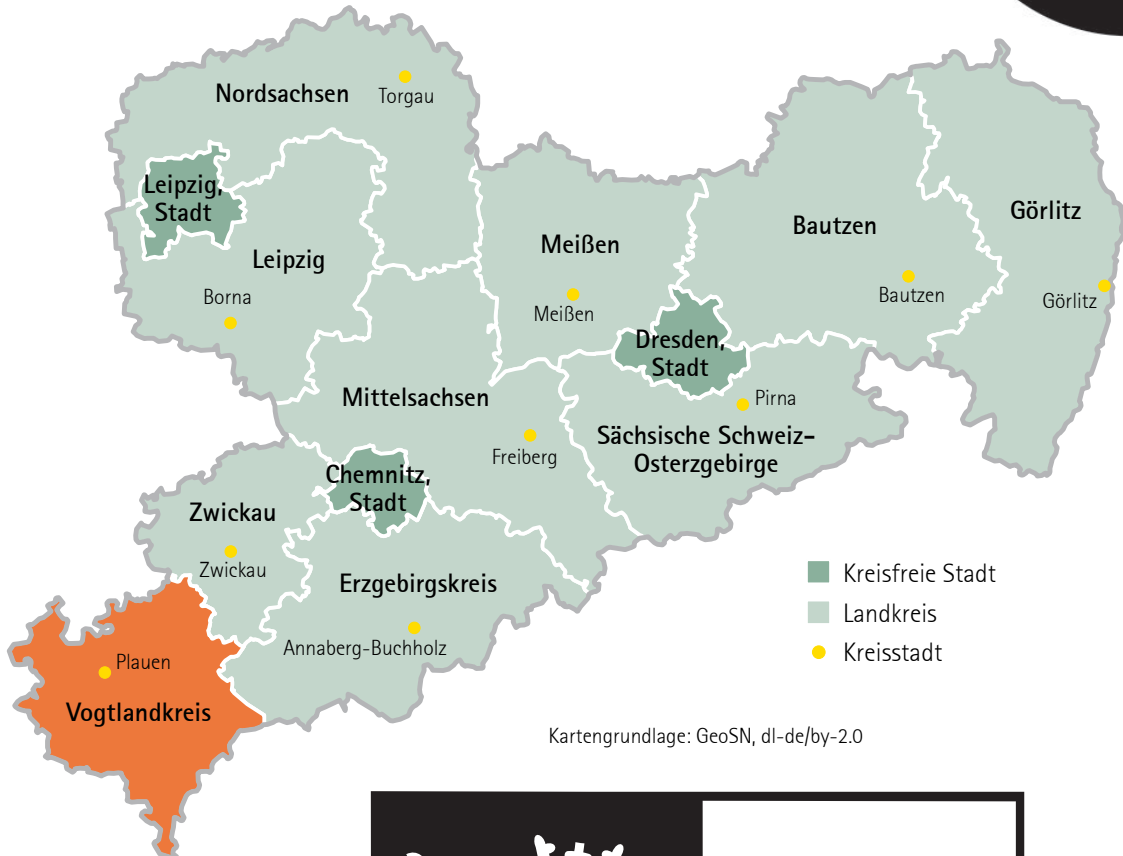 Nordsachsen
Torgau
Leipzig,
Stadt
Leipzig
Borna
Meißen
Meißen
Bautzen
Bautzen
Görlitz
Görlitz
Dresden,
Stadt
Pirna
Sächsische Schweiz-
Osterzgebirge
Mittelsachsen
Freiberg
Chemnitz,
Stadt
Zwickau
Zwickau
Erzgebirgskreis
Annaberg-Buchholz
Plauen
Vogtlandkreis
Kreisfreie Stadt
Landkreis
Kreisstadt
Kartengrundlage: GeoSN, dl-de/by-2.0